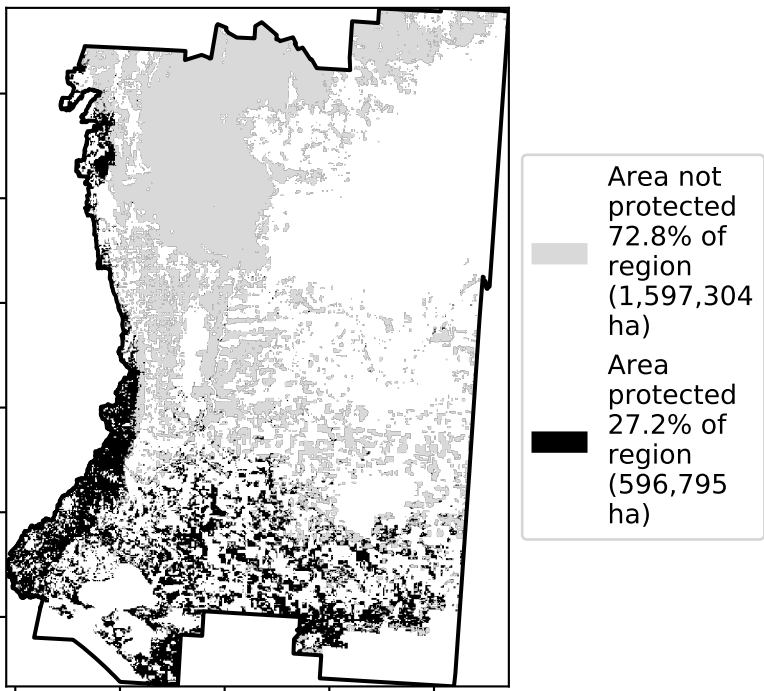 Area not
protected
72.8% of
region
(1,597,304
ha)
Area
protected
27.2% of
region
(596,795
ha)